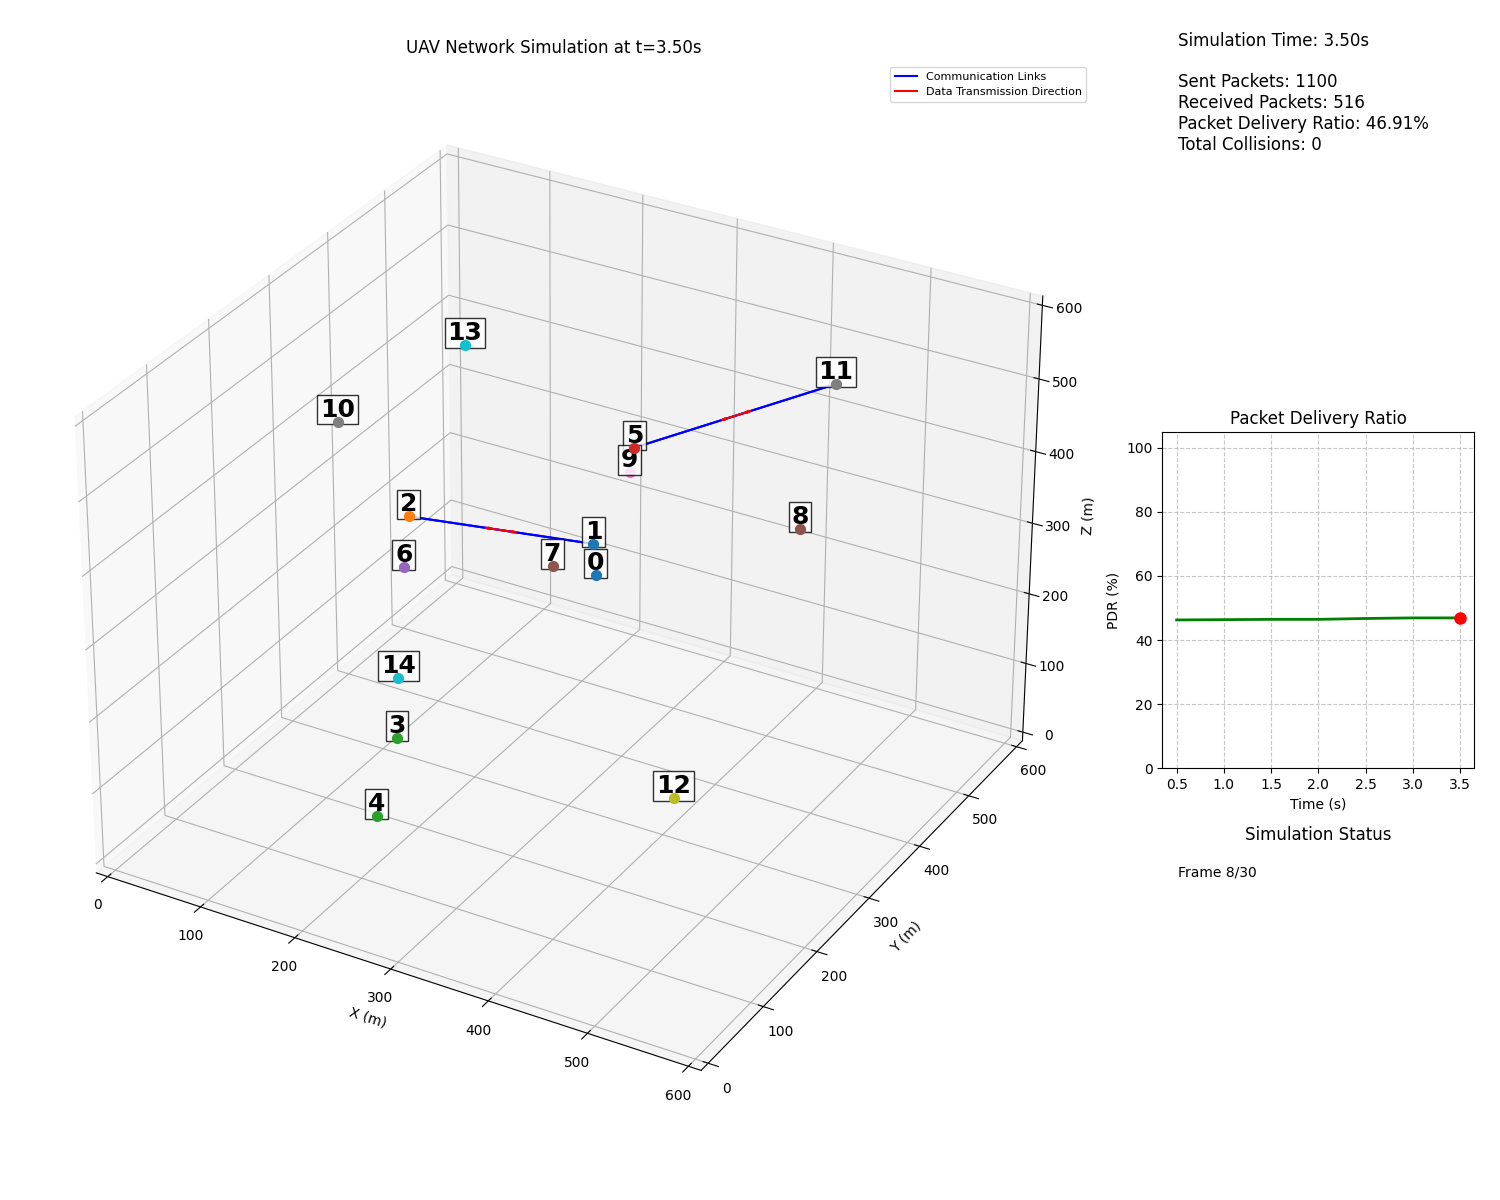 UAV Network Simulation at t=3.50s
Communication Links
Data Transmission Direction
Simulation Time: 3.50s
Sent Packets: 1100
Received Packets: 516
Packet Delivery Ratio: 46.91%
Total Collisions: 0
13
11
10
5
9
2
8
1
6
7
0
14
3
12
4
600
500
400
300
200
100
0
Z (m)
0
100
200
300
400
500
600
X (m)
600
500
400
300
200
100
0
Y (m)
Packet Delivery Ratio
100
80
60
40
20
0
PDR (%)
0.5 1.0 1.5 2.0 2.5 3.0 3.5
Time (s)
Simulation Status
Frame 8/30